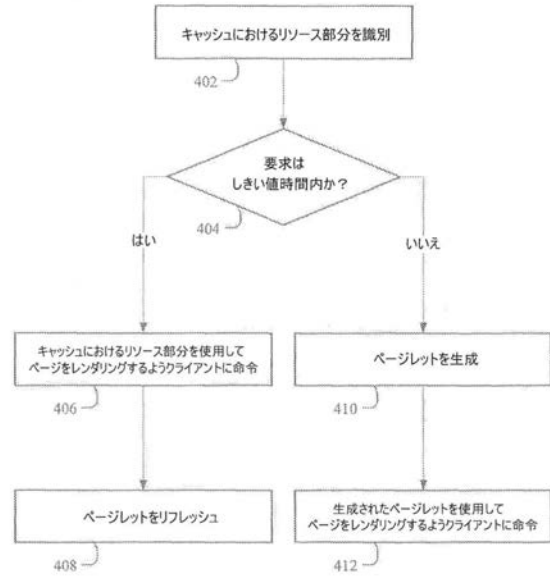 キャッシュにおけるリソース部分を識別
402
要求は
しきい値時間内か？
404
はい
いいえ
キャッシュにおけるリソース部分を使用して
ページをレンダリングするようクライアントに命令
406
ページレットを生成
410
ページレットをリフレッシュ
408
生成されたページレットを使用して
ページをレンダリングするようクライアントに命令
412